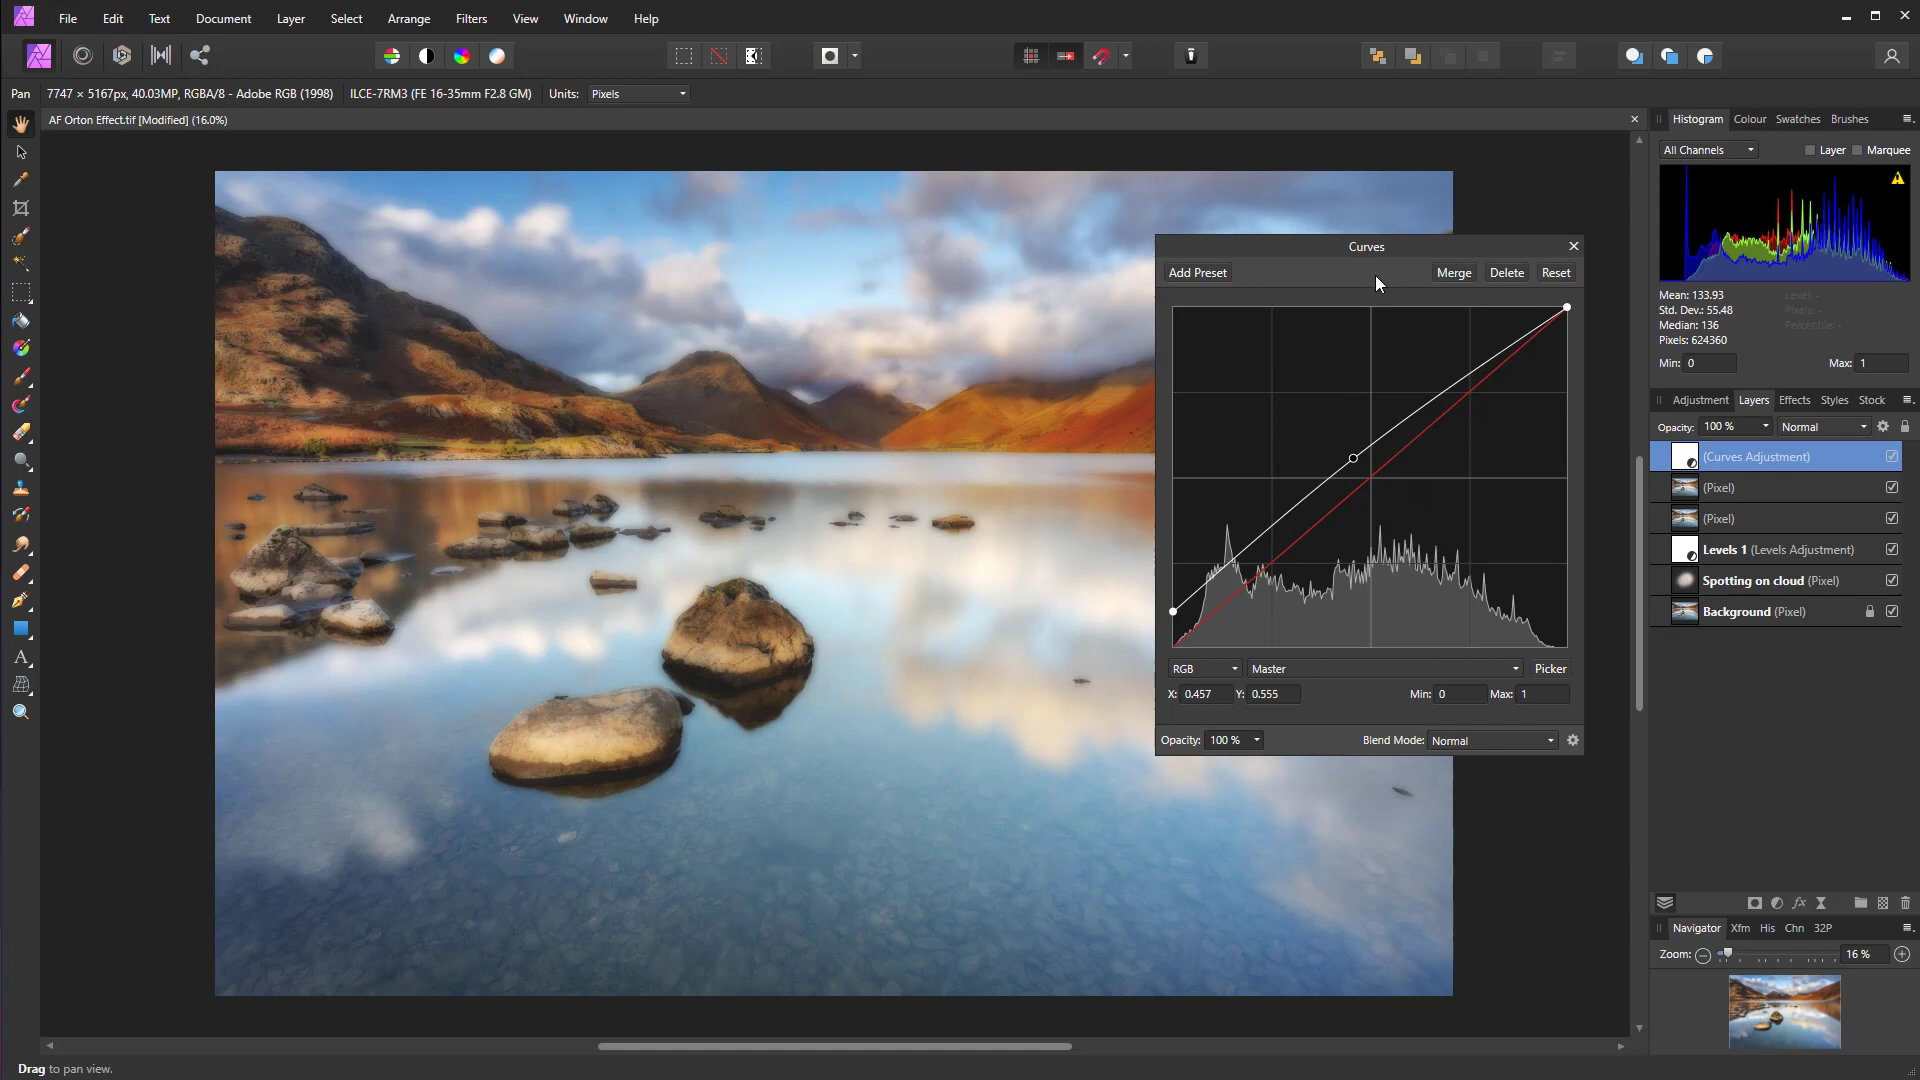 File Edit Text Document Layer Select Arrange Filters View Window Help
Pan 7747 × 5167px, 40.03MP, RGBA/8 - Adobe RGB (1998) ILCE-7RM3 (FE 16-35mm F2.8 GM) Units: Pixels
AF Orton Effect.tif [Modified] (16.0%)
Histogram Colour Swatches Brushes
All Channels Layer Marquee
Mean: 133.93 Level: -
Std. Dev.: 55.48 Pixels: -
Median: 136 Percentile: -
Pixels: 624360
Min: 0 Max: 1
Curves
Add Preset Merge Delete Reset
RGB Master Picker
X: 0.457 Y: 0.555 Min: 0 Max: 1
Opacity: 100 % Blend Mode: Normal
Adjustment Layers Effects Styles Stock
Opacity: 100 % Normal
(Curves Adjustment)
(Pixel)
(Pixel)
Levels 1 (Levels Adjustment)
Spotting on cloud (Pixel)
Background (Pixel)
fx
Navigator Xfm His Chn 32P
Zoom: 16 %
A
Drag to pan view.